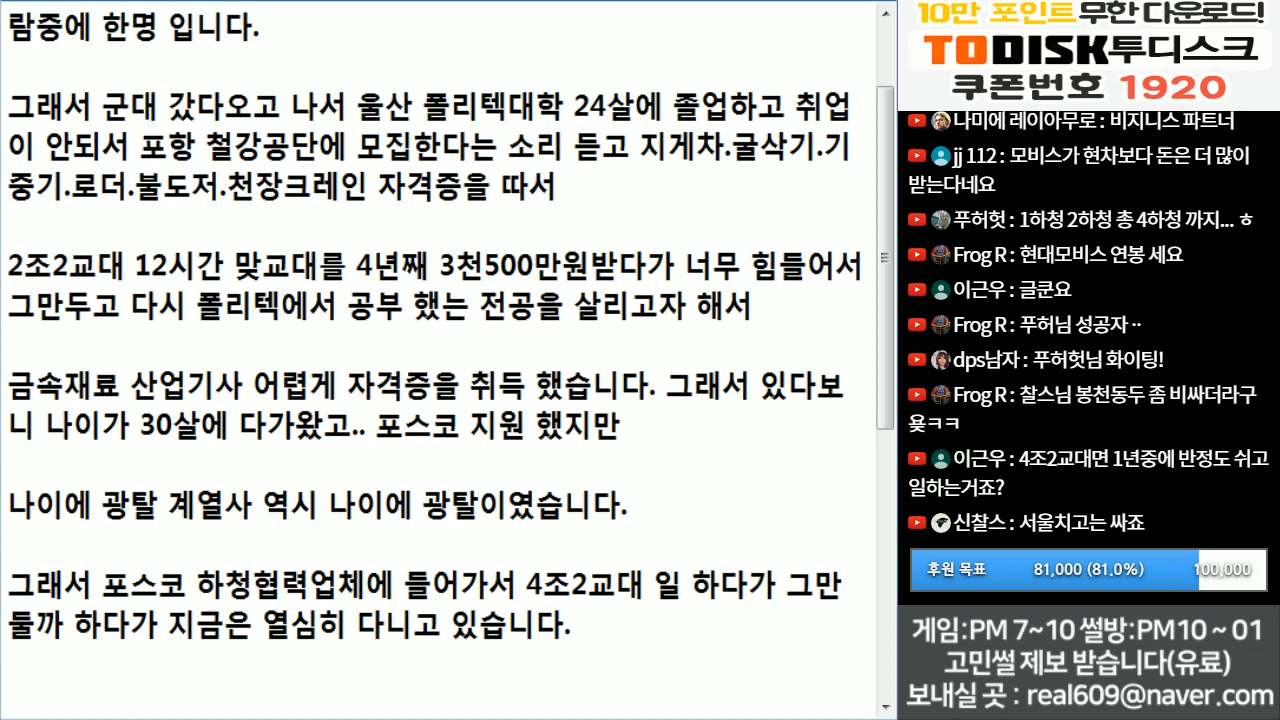 람중에 한명 입니다.
그래서 군대 갔다오고 나서 울산 폴리텍대학 24살에 졸업하고 취업
이 안되서 포항 철강공단에 모집한다는 소리 듣고 지게차.굴삭기.기
중기.로더.불도저.천장크레인 자격증을 따서
2조2교대 12시간 맞교대를 4년째 3천500만원받다가 너무 힘들어서
그만두고 다시 폴리텍에서 공부 했는 전공을 살리고자 해서
금속재료 산업기사 어렵게 자격증을 취득 했습니다. 그래서 있다보
니 나이가 30살에 다가왔고.. 포스코 지원 했지만
나이에 광탈 계열사 역시 나이에 광탈이였습니다.
그래서 포스코 하청협력업체에 들어가서 4조2교대 일 하다가 그만
둘까 하다가 지금은 열심히 다니고 있습니다.
10만 포인트 무한 다운로드!
TODISK투디스크
쿠폰번호 1920
나미에 레이아무로 : 비지니스 파트너
jj 112 : 모비스가 현차보다 돈은 더 많이
받는다네요
푸허헛 : 1하청 2하청 총 4하청 까지... ㅎ
Frog R : 현대모비스 연봉 세요
이근우 : 글쿤요
Frog R : 푸허님 성공자 ··
dps남자 : 푸허헛님 화이팅!
Frog R : 찰스님 봉천동두 좀 비싸더라구
욪ㅋㅋ
이근우 : 4조2교대면 1년중에 반정도 쉬고
일하는거죠?
신찰스 : 서울치고는 싸죠
후원 목표 81,000 (81.0%) 100,000
게임:PM 7~10 썰방:PM10 ~ 01
고민썰 제보 받습니다(유료)
보내실 곳 : real609@naver.com